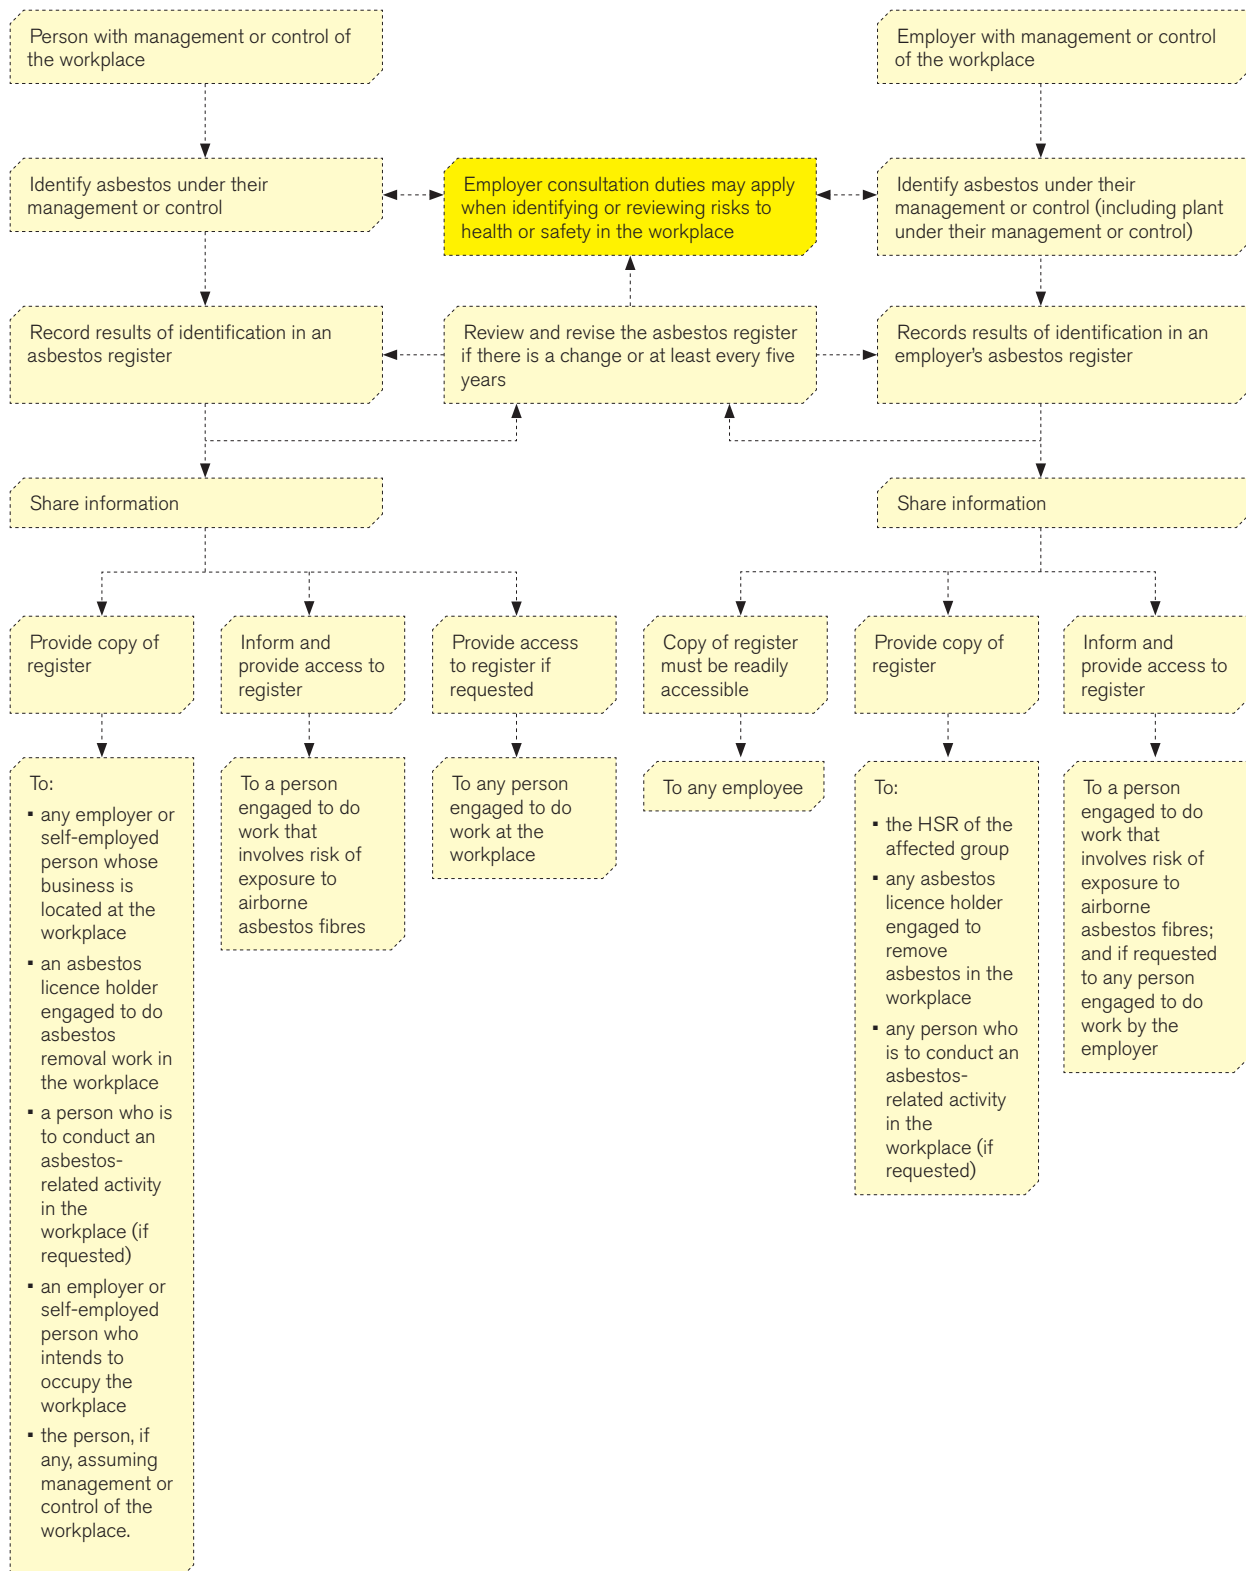 Person with management or control of
the workplace
Employer with management or control
of the workplace
Identify asbestos under their
management or control
Employer consultation duties may apply
when identifying or reviewing risks to
health or safety in the workplace
Identify asbestos under their
management or control (including plant
under their management or control)
Record results of identification in an
asbestos register
Review and revise the asbestos register
if there is a change or at least every five
years
Records results of identification in an
employer's asbestos register
Share information
Share information
Provide copy of
register
Inform and
provide access to
register
Provide access
to register if
requested
Copy of register
must be readily
accessible
Provide copy of
register
Inform and
provide access to
register
To:
▪ any employer or
self-employed
person whose
business is
located at the
workplace
▪ an asbestos
licence holder
engaged to do
asbestos
removal work in
the workplace
▪ a person who is
to conduct an
asbestos-
related activity
in the
workplace (if
requested)
▪ an employer or
self-employed
person who
intends to
occupy the
workplace
▪ the person, if
any, assuming
management or
control of the
workplace.
To a person
engaged to do
work that
involves risk of
exposure to
airborne
asbestos fibres
To any person
engaged to do
work at the
workplace
To any employee
To:
▪ the HSR of the
affected group
▪ any asbestos
licence holder
engaged to
remove
asbestos in the
workplace
▪ any person who
is to conduct an
asbestos-
related activity
in the
workplace (if
requested)
To a person
engaged to do
work that
involves risk of
exposure to
airborne
asbestos fibres;
and if requested
to any person
engaged to do
work by the
employer